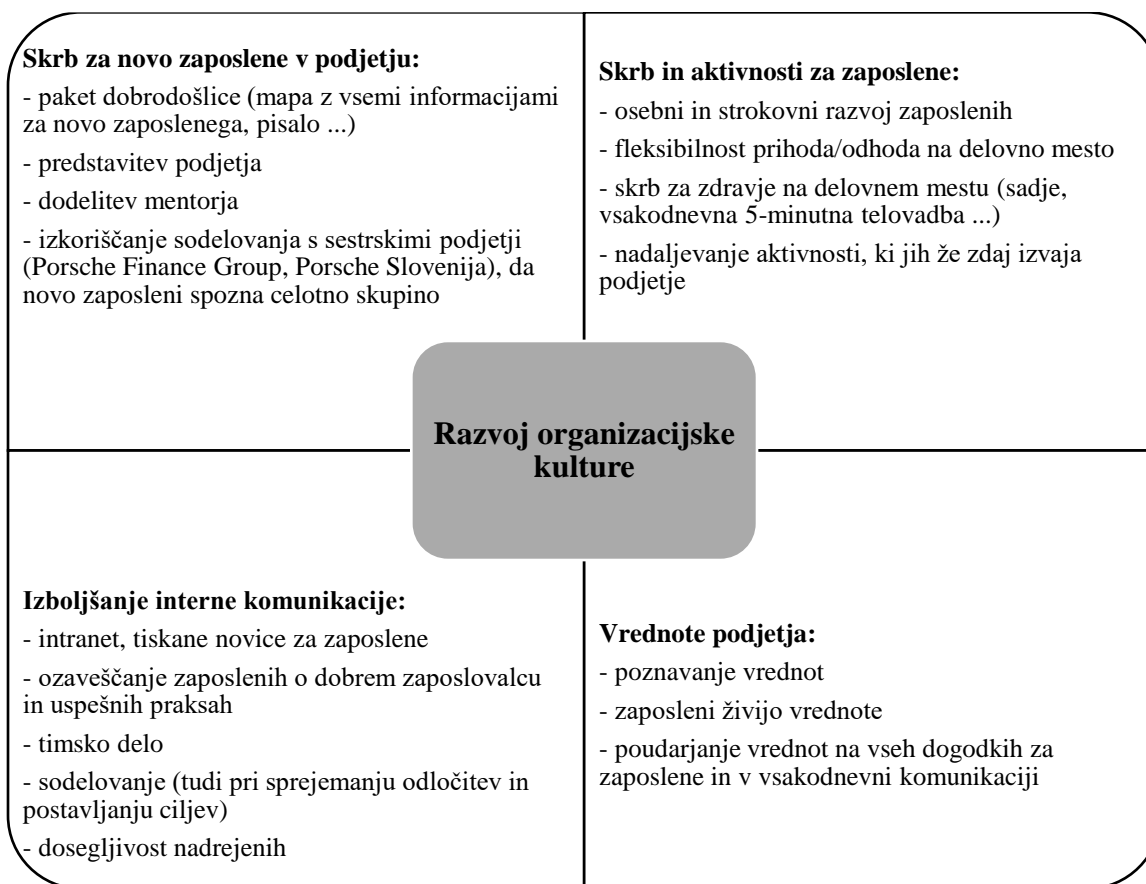 Skrb za novo zaposlene v podjetju:
- paket dobrodošlice (mapa z vsemi informacijami
za novo zaposlenega, pisalo ...)
- predstavitev podjetja
- dodelitev mentorja
- izkoriščanje sodelovanja s sestrskimi podjetji
(Porsche Finance Group, Porsche Slovenija), da
novo zaposleni spozna celotno skupino
Skrb in aktivnosti za zaposlene:
- osebni in strokovni razvoj zaposlenih
- fleksibilnost prihoda/odhoda na delovno mesto
- skrb za zdravje na delovnem mestu (sadje,
vsakodnevna 5-minutna telovadba ...)
- nadaljevanje aktivnosti, ki jih že zdaj izvaja
podjetje
Razvoj organizacijske
kulture
Izboljšanje interne komunikacije:
- intranet, tiskane novice za zaposlene
- ozaveščanje zaposlenih o dobrem zaposlovalcu
in uspešnih praksah
- timsko delo
- sodelovanje (tudi pri sprejemanju odločitev in
postavljanju ciljev)
- dosegljivost nadrejenih
Vrednote podjetja:
- poznavanje vrednot
- zaposleni živijo vrednote
- poudarjanje vrednot na vseh dogodkih za
zaposlene in v vsakodnevni komunikaciji